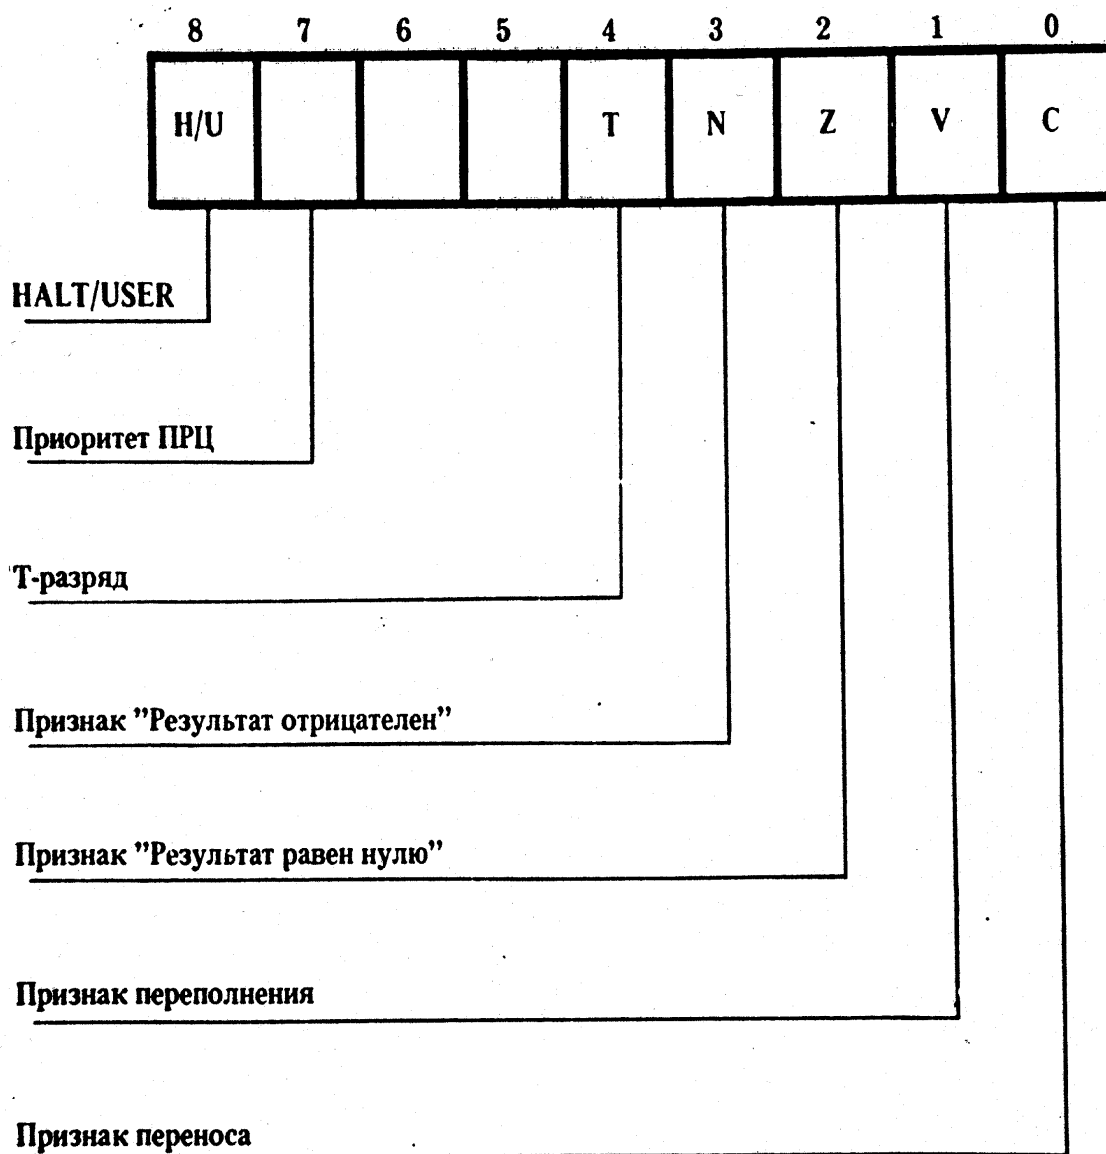 8 7 6 5 4 3 2 1 0
H/U T N Z V C
HALT/USER
Приоритет ПРЦ
Т-разряд
Признак "Результат отрицателен"
Признак "Результат равен нулю"
Признак переполнения
Признак переноса